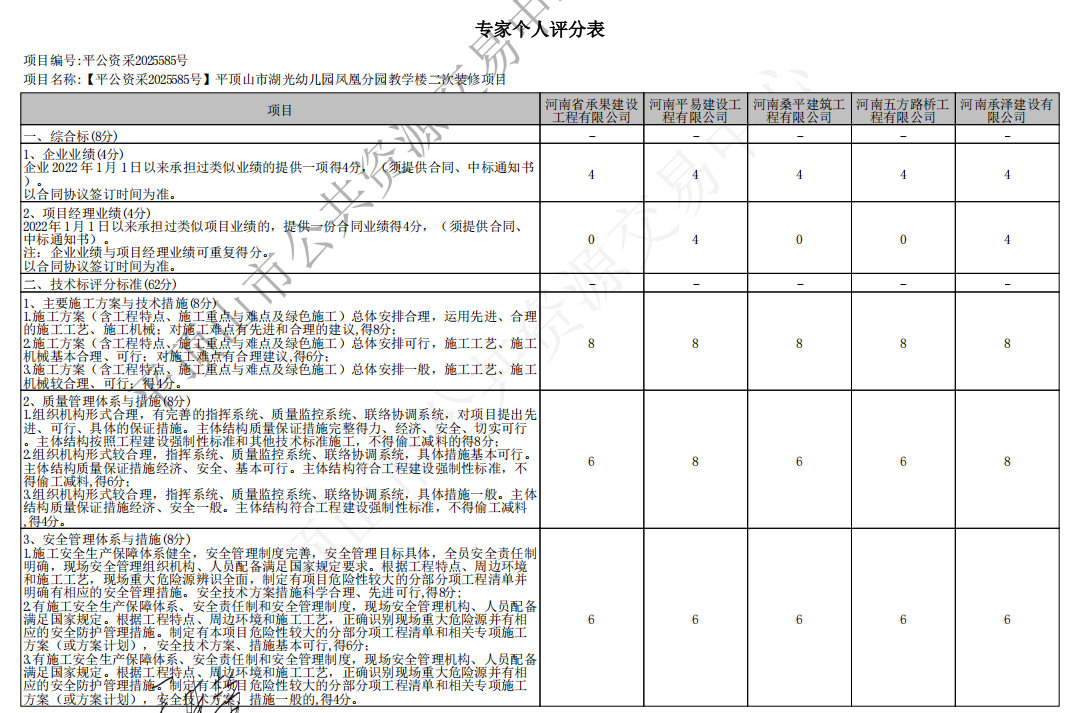 专家个人评分表
项目编号:平公资采2025585号
项目名称:【平公资采2025585号】平顶山市湖光幼儿园凤凰分园教学楼二次装修项目
项目 河南省承果建设工程有限公司 河南平易建设工程有限公司 河南桑平建筑工程有限公司 河南五方路桥工程有限公司 河南承泽建设有限公司
一、综合标(8分) - - - - -
1、企业业绩(4分)
企业 2022 年 1 月 1 日以来承担过类似业绩的提供一项得4分，（须提供合同、中标通知书
）。
以合同协议签订时间为准。
4 4 4 4 4
2、项目经理业绩(4分)
2022年 1 月 1 日以来承担过类似项目业绩的，提供一份合同业绩得4分，（须提供合同、
中标通知书）。
注：企业业绩与项目经理业绩可重复得分。
以合同协议签订时间为准。
0 4 0 0 4
二、技术标评分标准(62分) - - - - -
1、主要施工方案与技术措施(8分)
1.施工方案（含工程特点、施工重点与难点及绿色施工）总体安排合理，运用先进、合理
的施工工艺、施工机械；对施工难点有先进和合理的建议,得8分；
2.施工方案（含工程特点、施工重点与难点及绿色施工）总体安排可行，施工工艺、施工
机械基本合理、可行；对施工难点有合理建议,得6分；
3.施工方案（含工程特点、施工重点与难点及绿色施工）总体安排一般，施工工艺、施工
机械较合理、可行；得4分。
8 8 8 8 8
2、质量管理体系与措施(8分)
1.组织机构形式合理，有完善的指挥系统、质量监控系统、联络协调系统，对项目提出先
进、可行、具体的保证措施。主体结构质量保证措施完整得力、经济、安全、切实可行
。主体结构按照工程建设强制性标准和其他技术标准施工，不得偷工减料的得8分；
2.组织机构形式较合理，指挥系统、质量监控系统、联络协调系统，具体措施基本可行。
主体结构质量保证措施经济、安全、基本可行。主体结构符合工程建设强制性标准，不
得偷工减料,得6分；
3.组织机构形式较合理，指挥系统、质量监控系统、联络协调系统，具体措施一般。主体
结构质量保证措施经济、安全一般。主体结构符合工程建设强制性标准，不得偷工减料
,得4分。
6 8 6 6 8
3、安全管理体系与措施(8分)
1.施工安全生产保障体系健全，安全管理制度完善，安全管理目标具体，全员安全责任制
明确，现场安全管理组织机构、人员配备满足国家规定要求。根据工程特点、周边环境
和施工工艺，现场重大危险源辨识全面，制定有项目危险性较大的分部分项工程清单并
明确有相应的安全管理措施。安全技术方案措施科学合理、先进可行,得8分；
2.有施工安全生产保障体系、安全责任制和安全管理制度，现场安全管理机构、人员配备
满足国家规定。根据工程特点、周边环境和施工工艺，正确识别现场重大危险源并有相
应的安全防护管理措施。制定有本项目危险性较大的分部分项工程清单和相关专项施工
方案（或方案计划），安全技术方案、措施基本可行,得6分；
3.有施工安全生产保障体系、安全责任制和安全管理制度，现场安全管理机构、人员配备
满足国家规定。根据工程特点、周边环境和施工工艺，正确识别现场重大危险源并有相
应的安全防护管理措施。制定有本项目危险性较大的分部分项工程清单和相关专项施工
方案（或方案计划），安全技术方案、措施一般的,得4分。
6 6 6 6 6
平顶山市公共资源交易中
顶山市公共资源交易中心